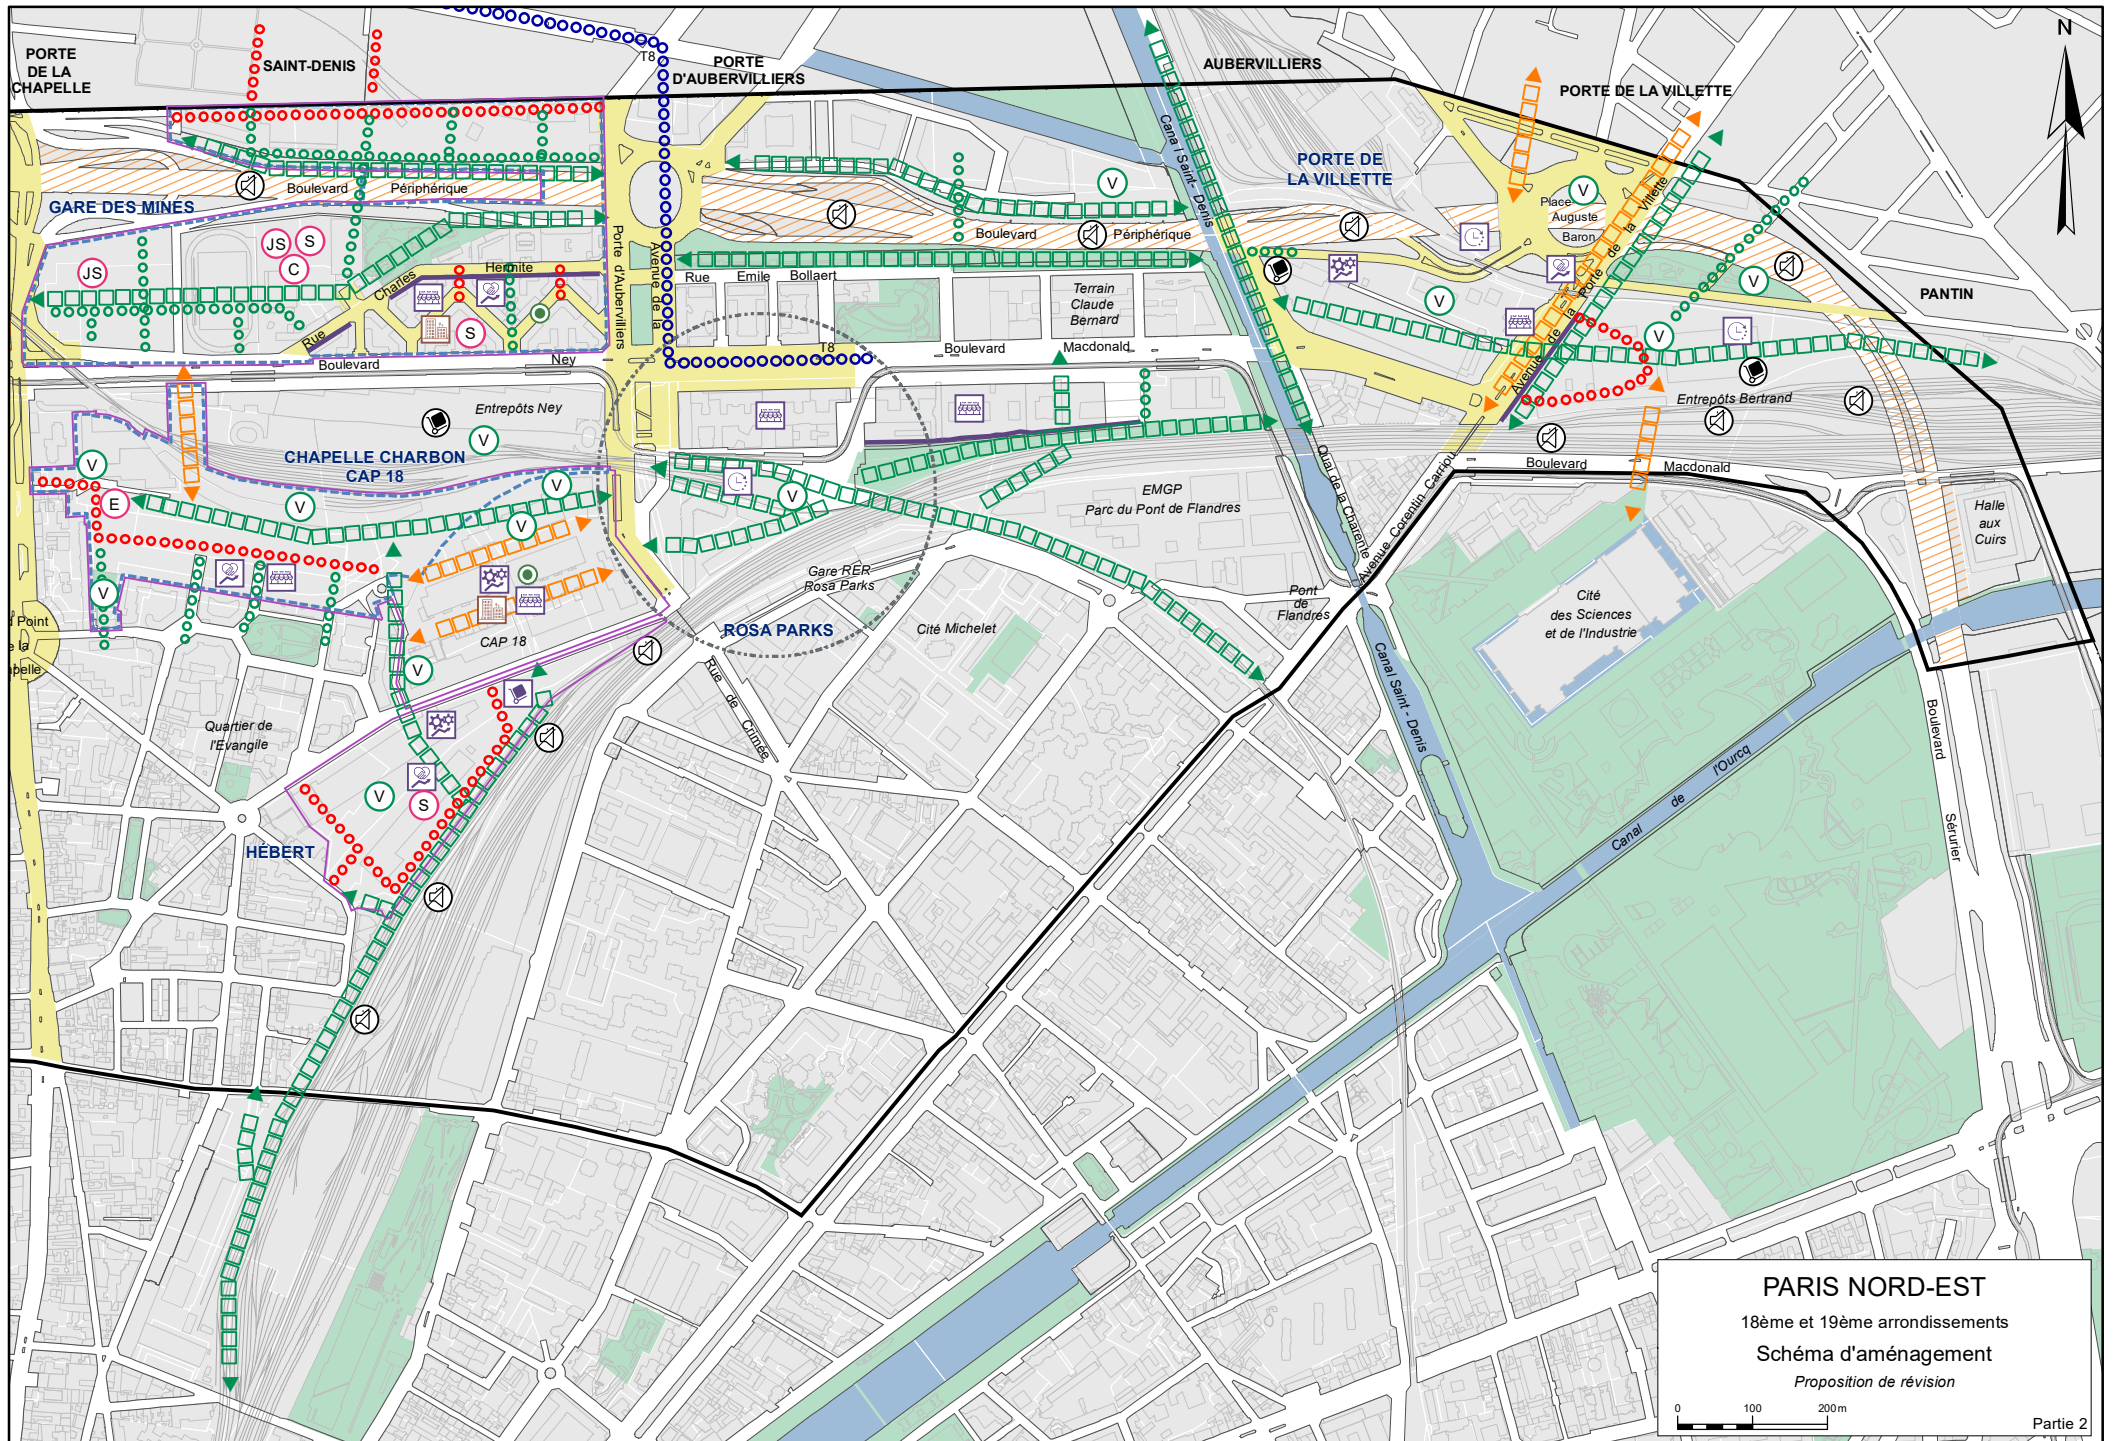 PORTE
DE LA
CHAPELLE
SAINT-DENIS
T8
PORTE
D'AUBERVILLIERS
AUBERVILLIERS
PORTE DE LA VILLETTE
N
Canal Saint-Denis
PORTE DE
LA VILLETTE
V
V
Place
Auguste
Baron
GARE DES MINES
Boulevard Périphérique
Boulevard Périphérique
JS
S
C
JS
Rue Charles Hermite
Porte d'Aubervilliers
Avenue de la
Rue Emile Bollaert
Terrain
Claude
Bernard
V
V
V
PANTIN
Avenue de la Porte de la Villette
S
T8
Boulevard Ney
Boulevard Macdonald
Entrepôts Ney
V
Entrepôts Bertrand
CHAPELLE CHARBON
CAP 18
V
E
V
V
V
V
EMGP
Parc du Pont de Flandres
Boulevard Macdonald
Quai de la Charente
Avenue Corentin Cariou
Halle
aux
Cuirs
V
Gare RER
Rosa Parks
Pont
de
Flandres
Cité
des Sciences
et de l'Industrie
Point
la
pelle
CAP 18
ROSA PARKS
Cité Michelet
V
Rue de Crimée
Canal Saint - Denis
Quartier de
l'Evangile
V
S
HÉBERT
Canal de l'Ourcq
Boulevard Sérurier
PARIS NORD-EST
18ème et 19ème arrondissements
Schéma d'aménagement
Proposition de révision
0 100 200 m
Partie 2